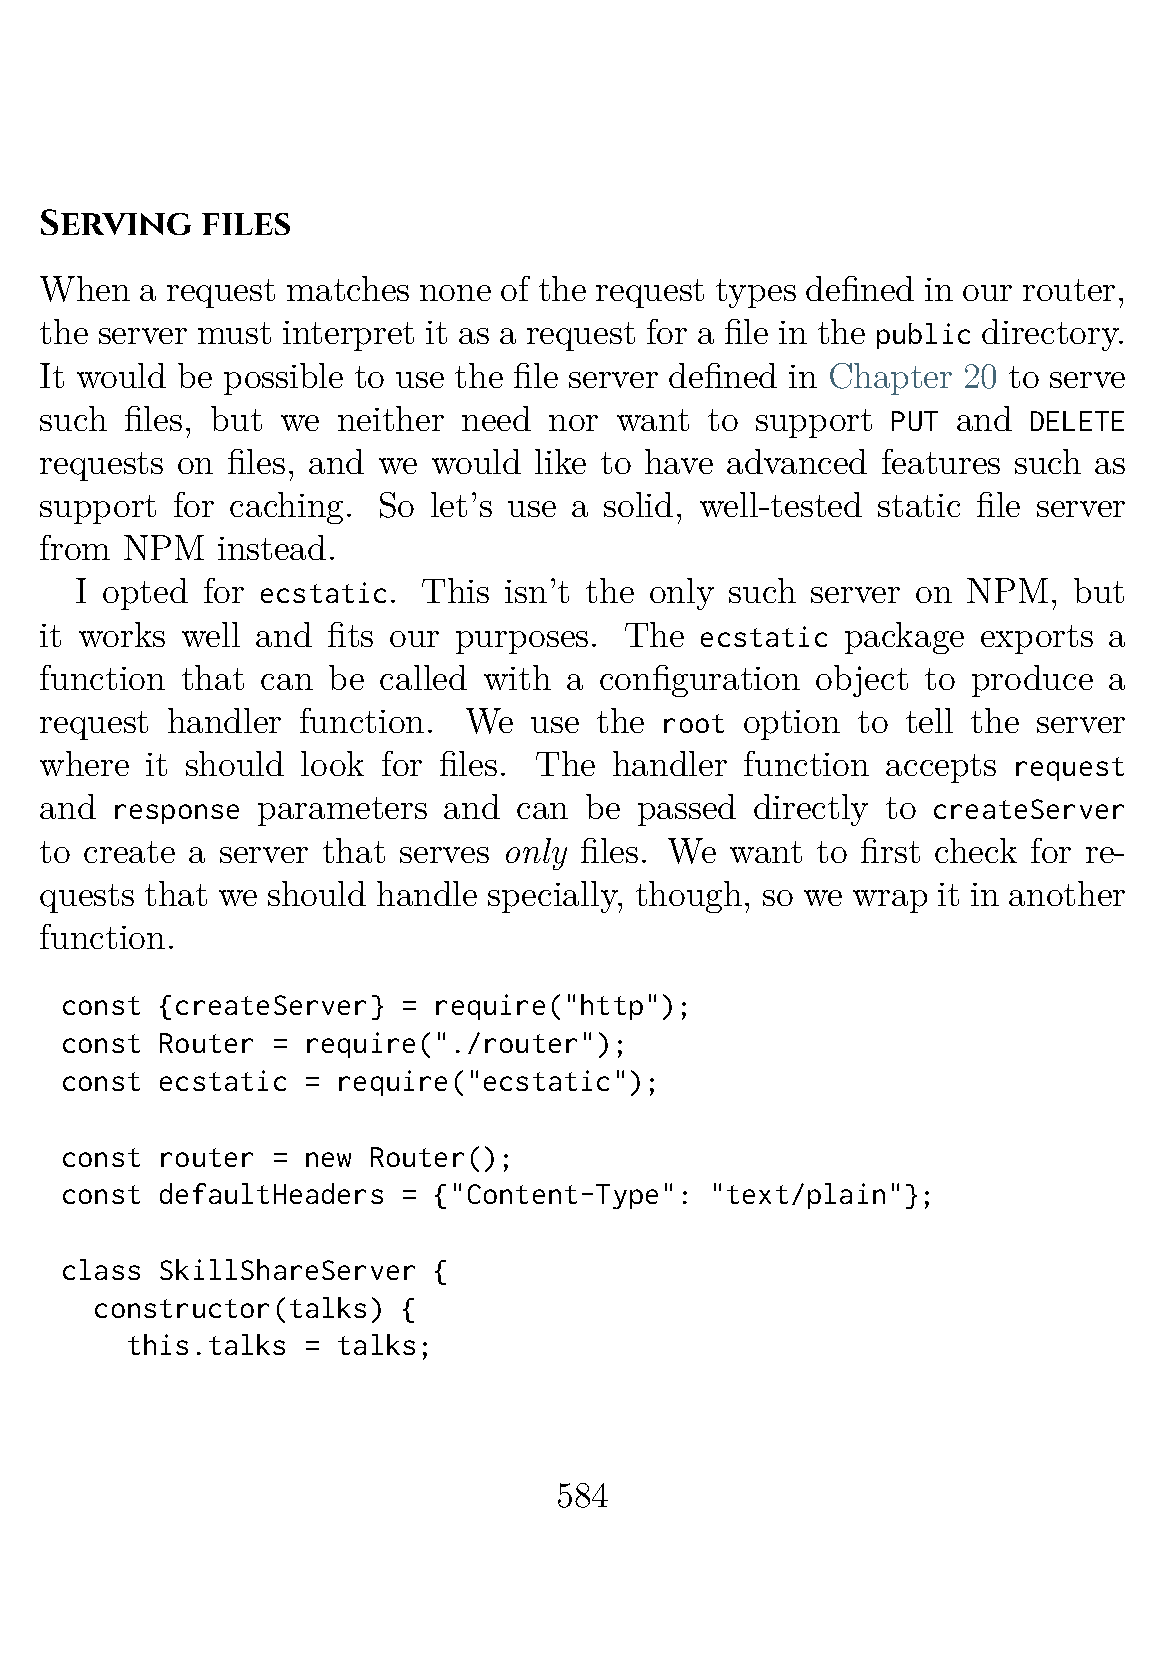 Serving files
When a request matches none of the request types defined in our router,
the server must interpret it as a request for a file in the public directory.
It would be possible to use the file server defined in Chapter 20 to serve
such files, but we neither need nor want to support PUT and DELETE
requests on files, and we would like to have advanced features such as
support for caching. So let's use a solid, well-tested static file server
from NPM instead.
I opted for ecstatic. This isn't the only such server on NPM, but
it works well and fits our purposes. The ecstatic package exports a
function that can be called with a configuration object to produce a
request handler function. We use the root option to tell the server
where it should look for files. The handler function accepts request
and response parameters and can be passed directly to createServer
to create a server that serves only files. We want to first check for re-
quests that we should handle specially, though, so we wrap it in another
function.
const {createServer} = require("http");
const Router = require("./router");
const ecstatic = require("ecstatic");
const router = new Router();
const defaultHeaders = {"Content-Type": "text/plain"};
class SkillShareServer {
  constructor(talks) {
    this.talks = talks;
584